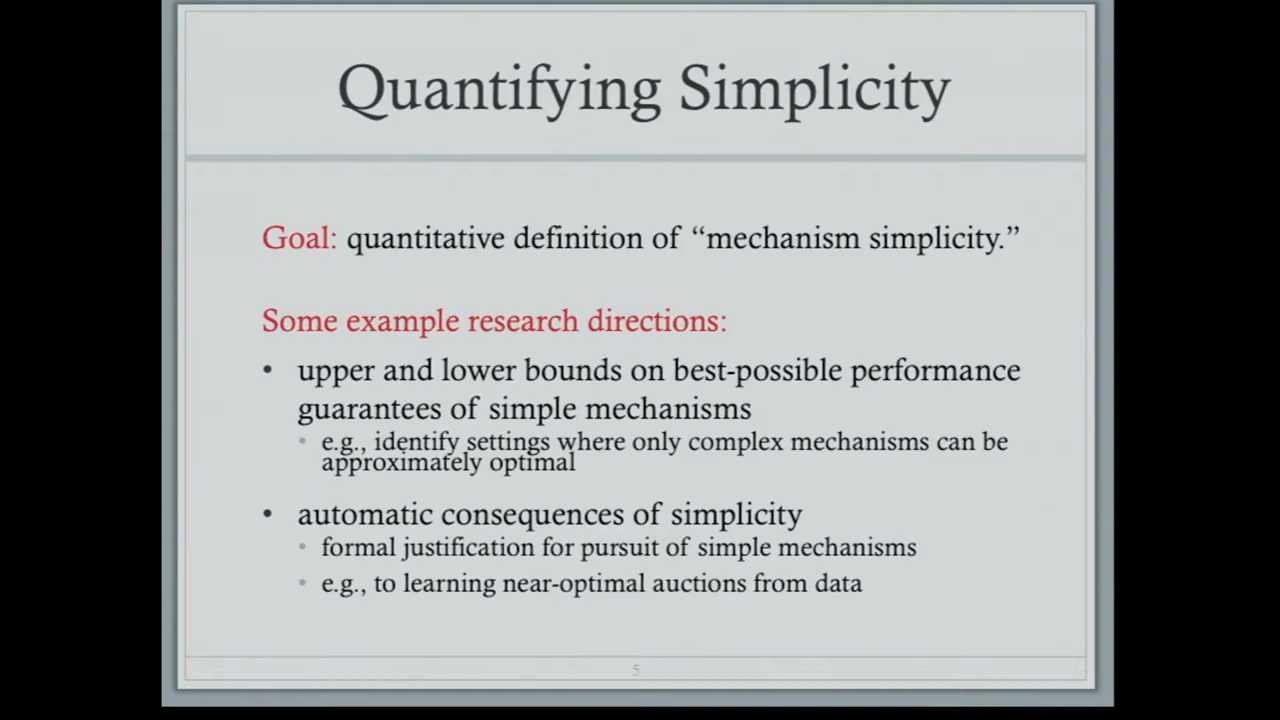 Quantifying Simplicity
Goal: quantitative definition of “mechanism simplicity.”
Some example research directions:
• upper and lower bounds on best-possible performance
guarantees of simple mechanisms
• e.g., identify settings where only complex mechanisms can be
approximately optimal
• automatic consequences of simplicity
• formal justification for pursuit of simple mechanisms
• e.g., to learning near-optimal auctions from data
5